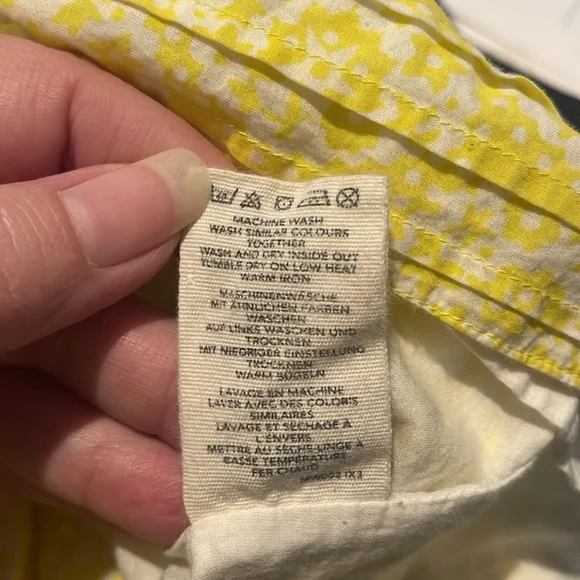 MACHINE WASH
WASH SIMILAR COLOURS
TOGETHER
WASH AND DRY INSIDE OUT
TUMBLE DRY ON LOW HEAT
WARM IRON
MASCHINENWÄSCHE
MIT ÄHNLICHEN FARBEN
WASCHEN
AUF LINKS WASCHEN UND
TROCKNEN
MIT NIEDRIGER EINSTELLUNG
TROCKNEN
WARM BÜGELN
LAVAGE EN MACHINE
LAVER AVEC DES COLORIS
SIMILAIRES
LAVAGE ET SÉCHAGE À
L'ENVERS
METTRE AU SÈCHE-LINGE À
BASSE TEMPÉRATURE
FER CHAUD